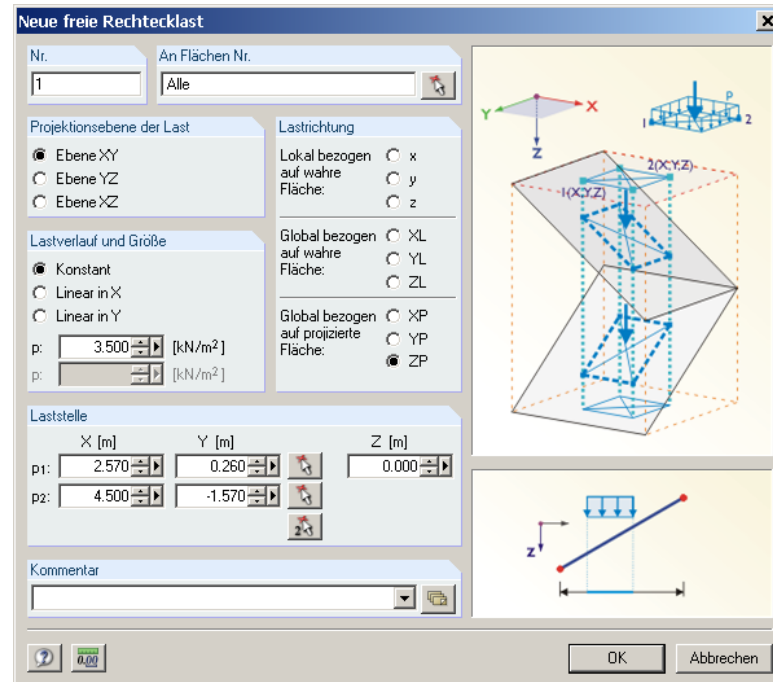 Neue freie Rechtecklast
Nr.
1
An Flächen Nr.
Alle
Projektionsebene der Last
Ebene XY
Ebene YZ
Ebene XZ
Lastrichtung
Lokal bezogen auf wahre Fläche:
x
y
z
Global bezogen auf wahre Fläche:
XL
YL
ZL
Global bezogen auf projizierte Fläche:
XP
YP
ZP
Lastverlauf und Größe
Konstant
Linear in X
Linear in Y
p: 3.500 [kN/m²]
p: [kN/m²]
Laststelle
X [m] Y [m] Z [m]
p1: 2.570 0.260 0.000
p2: 4.500 -1.570
2
Kommentar
0.00
OK
Abbrechen
Y
X
Z
p
1
2
2(X,Y,Z)
1(X,Y,Z)
z